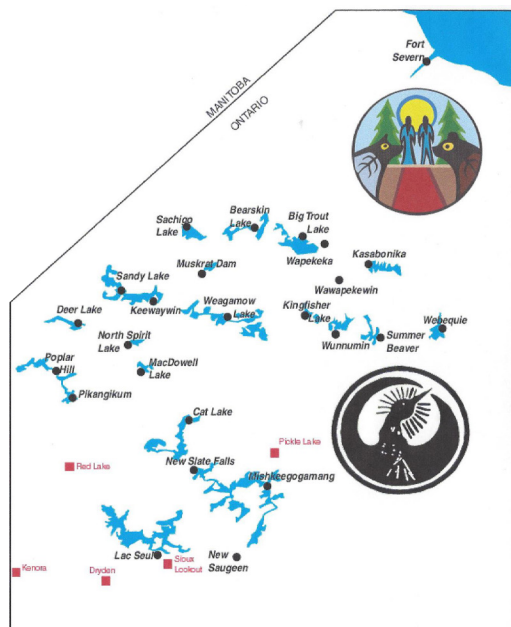 Fort
Severn
MANITOBA
ONTARIO
Sachigo
Lake
Bearskin
Lake
Big Trout
Lake
Wapekeka
Kasabonika
Muskrat Dam
Wawapekewin
Sandy Lake
Keewaywin
Weagamow
Lake
Kingfisher
Lake
Webequie
Deer Lake
North Spirit
Lake
Wunnumin
Summer
Beaver
Poplar
Hill
MacDowell
Lake
Pikangikum
Cat Lake
Pickle Lake
Red Lake
New Slate Falls
Mishkeegogamang
Lac Seul
Sioux
Lookout
New
Saugeen
Kenora
Dryden